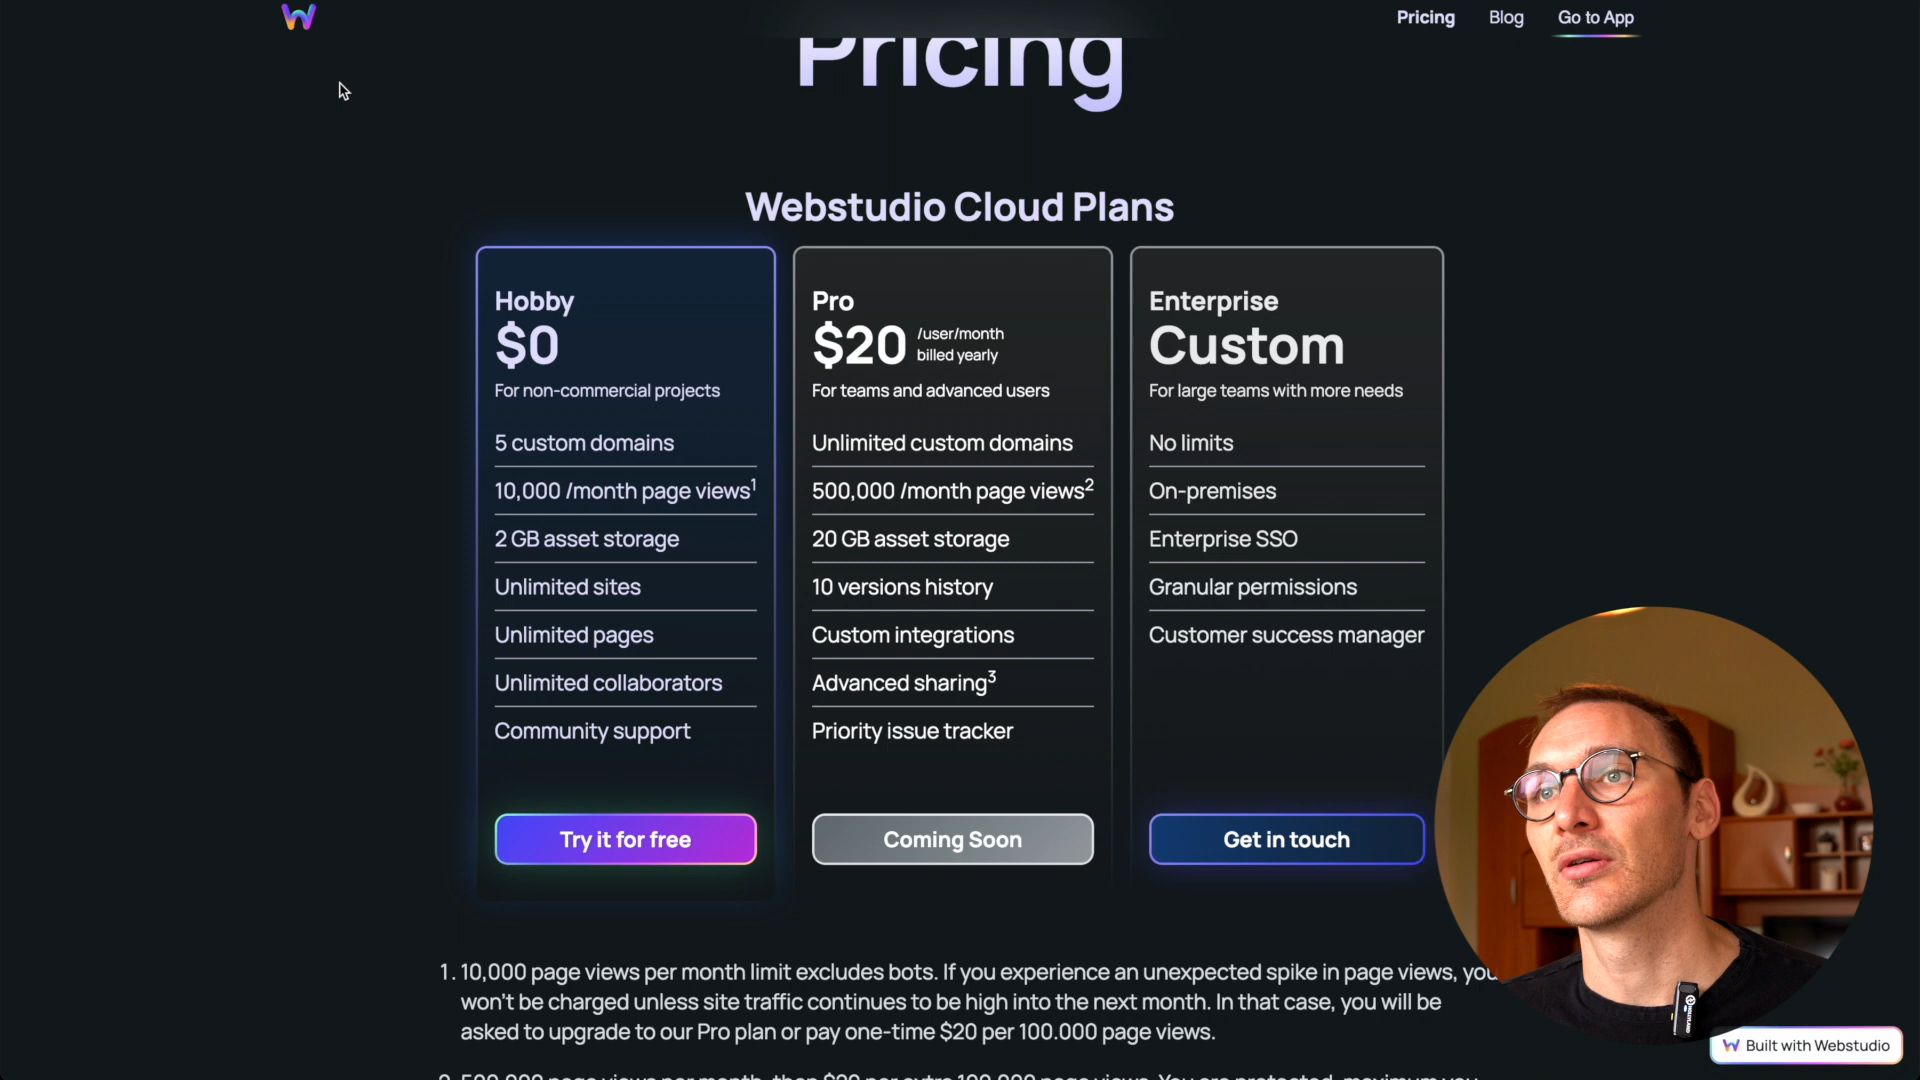 Pricing
Blog
Go to App
Pricing
Webstudio Cloud Plans
Hobby
$0
For non-commercial projects
5 custom domains
10,000 /month page views1
2 GB asset storage
Unlimited sites
Unlimited pages
Unlimited collaborators
Community support
Try it for free
Pro
$20 /user/month
billed yearly
For teams and advanced users
Unlimited custom domains
500,000 /month page views2
20 GB asset storage
10 versions history
Custom integrations
Advanced sharing3
Priority issue tracker
Coming Soon
Enterprise
Custom
For large teams with more needs
No limits
On-premises
Enterprise SSO
Granular permissions
Customer success manager
Get in touch
1. 10,000 page views per month limit excludes bots. If you experience an unexpected spike in page views, you
won't be charged unless site traffic continues to be high into the next month. In that case, you will be
asked to upgrade to our Pro plan or pay one-time $20 per 100.000 page views.
Built with Webstudio